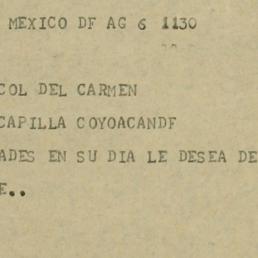 MEXICO DF AG 6 1130
COL DEL CARMEN
CAPILLA COYOACANDF
ADES EN SU DIA LE DESEA DE
E..